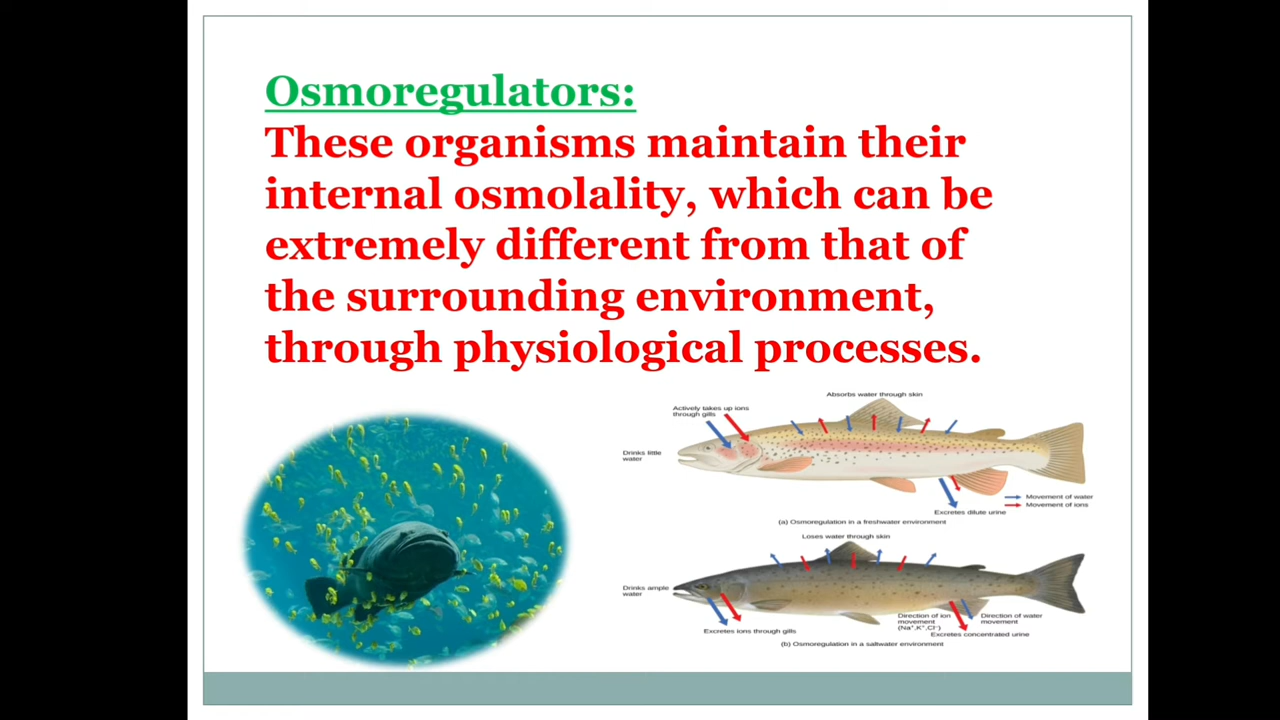 Osmoregulators:
These organisms maintain their
internal osmolality, which can be
extremely different from that of
the surrounding environment,
through physiological processes.
Absorbs water through skin
Actively takes up ions
through gills
Drinks little
water
Movement of water
Movement of ions
Excretes dilute urine
(a) Osmoregulation in a freshwater environment
Loses water through skin
Drinks ample
water
Direction of ion
movement
(Na⁺,K⁺,Cl⁻)
Direction of water
movement
Excretes ions through gills
Excretes concentrated urine
(b) Osmoregulation in a saltwater environment